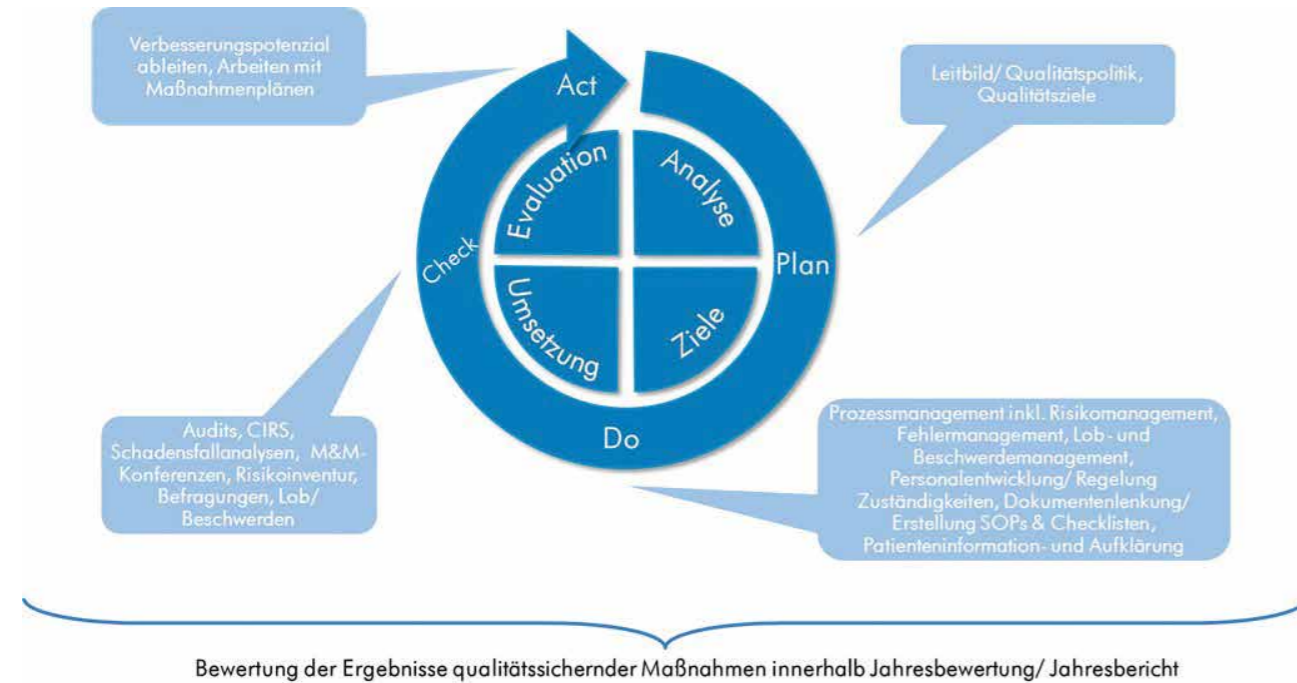 Verbesserungspotenzial
ableiten, Arbeiten mit
Maßnahmenplänen
Act
Leitbild/ Qualitätspolitik,
Qualitätsziele
Evaluation
Analyse
Check
Plan
Umsetzung
Ziele
Do
Audits, CIRS,
Schadensfallanalysen, M&M-
Konferenzen, Risikoinventur,
Befragungen, Lob/
Beschwerden
Prozessmanagement inkl. Risikomanagement,
Fehlermanagement, Lob- und
Beschwerdemanagement,
Personalentwicklung/ Regelung
Zuständigkeiten, Dokumentenlenkung/
Erstellung SOPs & Checklisten,
Patienteninformation- und Aufklärung
Bewertung der Ergebnisse qualitätssichernder Maßnahmen innerhalb Jahresbewertung/ Jahresbericht